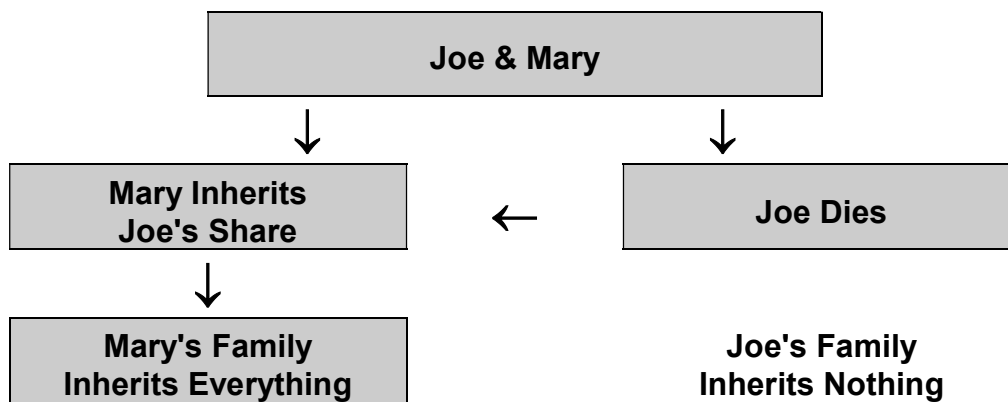 Joe & Mary
Mary Inherits
Joe's Share
Joe Dies
Mary's Family
Inherits Everything
Joe's Family
Inherits Nothing